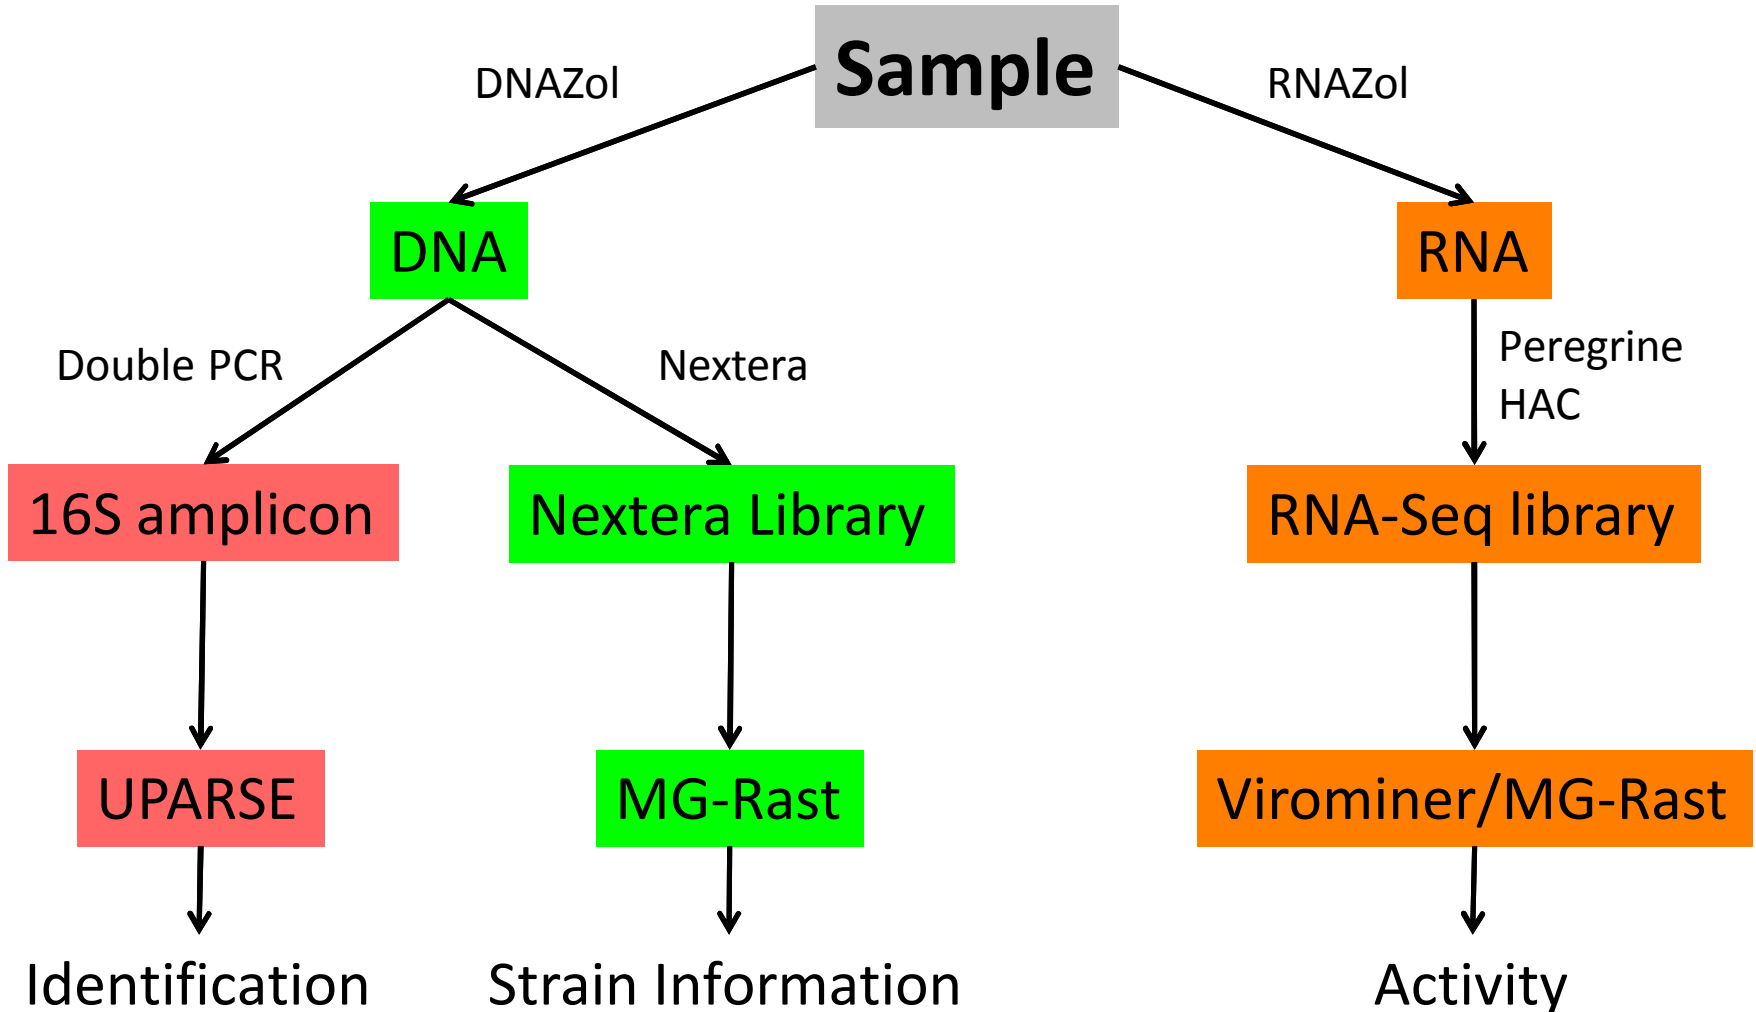 Sample
DNAZol
RNAZol
DNA
RNA
Double PCR
Nextera
Peregrine
HAC
16S amplicon
Nextera Library
RNA-Seq library
UPARSE
MG-Rast
Virominer/MG-Rast
Identification
Strain Information
Activity